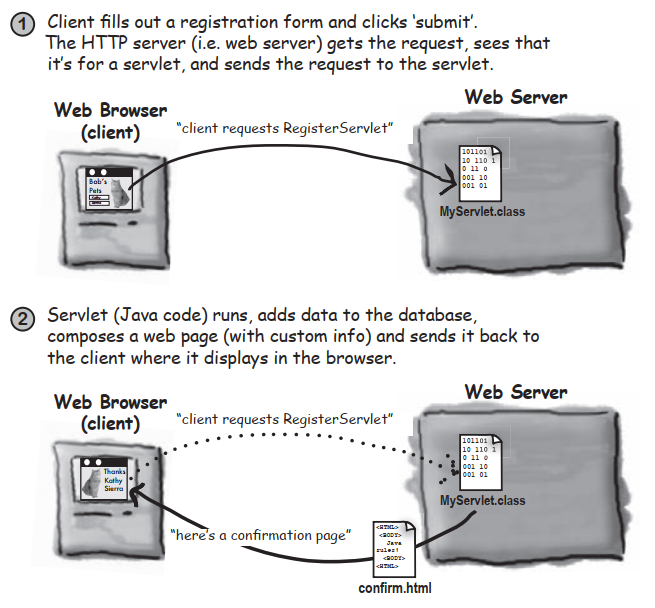 1 Client fills out a registration form and clicks ‘submit’.
The HTTP server (i.e. web server) gets the request, sees that
it’s for a servlet, and sends the request to the servlet.
Web Browser
(client)
“client requests RegisterServlet”
Web Server
Bob’s
Pets
101101
10 110 1
0 11 0
001 10
001 01
MyServlet.class
2 Servlet (Java code) runs, adds data to the database,
composes a web page (with custom info) and sends it back to
the client where it displays in the browser.
Web Browser
(client)
“client requests RegisterServlet”
Web Server
Thanks
Kathy
Sierra
101101
10 110 1
0 11 0
001 10
001 01
MyServlet.class
“here’s a confirmation page”
<HTML>
<BODY>
Java
rules!
<BODY>
<HTML>
confirm.html